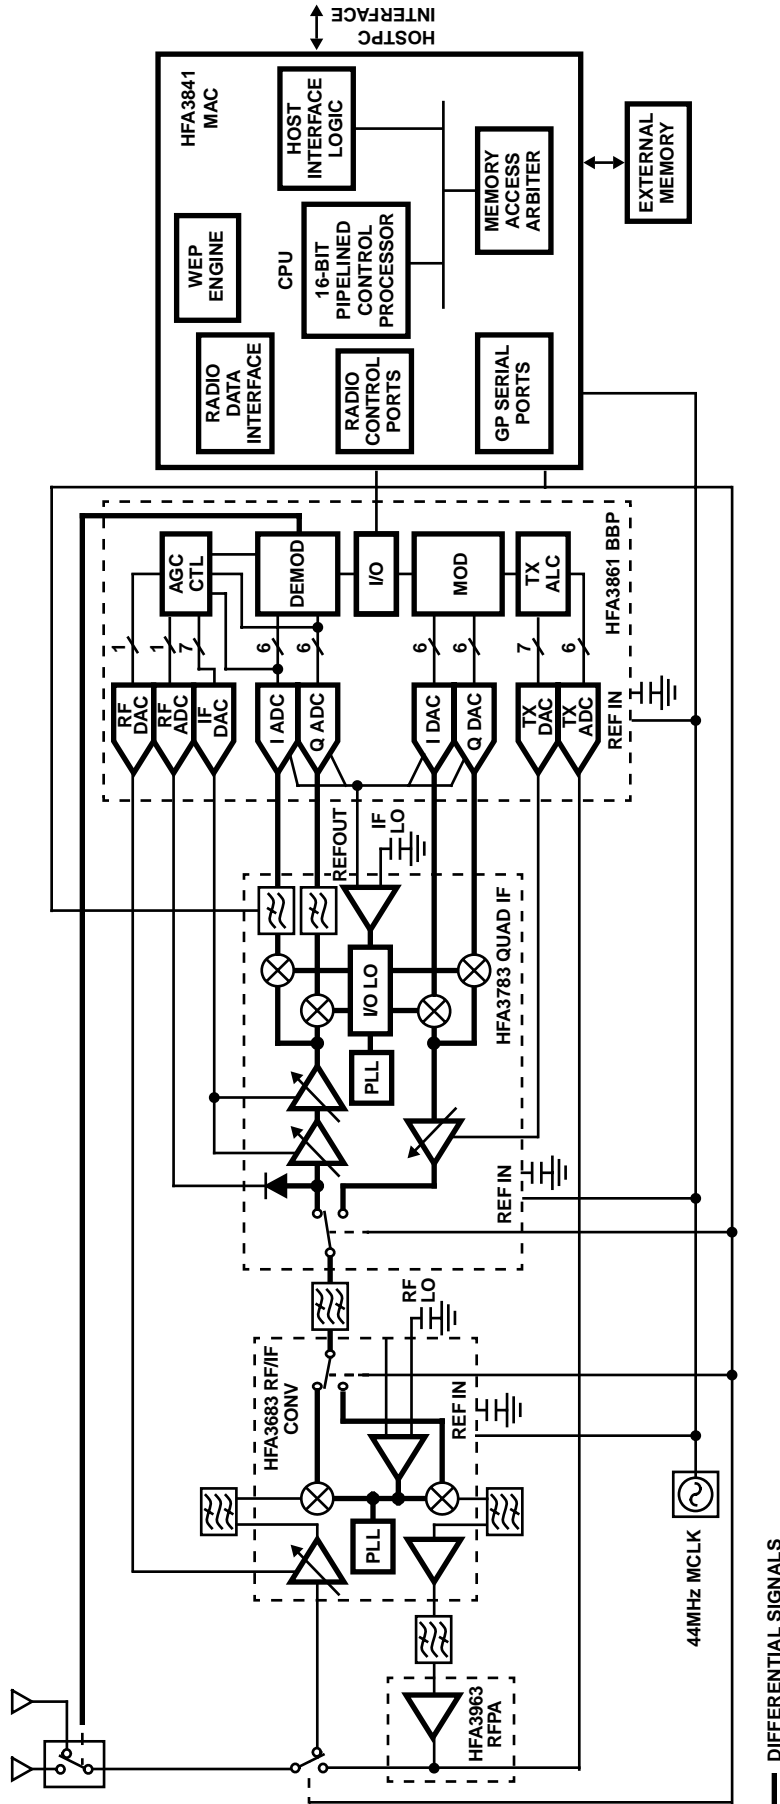 HOSTPC
INTERFACE
HFA3841
MAC
WEP
ENGINE
HOST
INTERFACE
LOGIC
CPU
16-BIT
PIPELINED
CONTROL
PROCESSOR
MEMORY
ACCESS
ARBITER
EXTERNAL
MEMORY
RADIO
DATA
INTERFACE
RADIO
CONTROL
PORTS
GP SERIAL
PORTS
HFA3861 BBP
AGC
CTL
DEMOD
I/O
MOD
TX
ALC
1
1
7
6
6
6
6
7
6
RF
DAC
RF
ADC
IF
DAC
I ADC
Q ADC
I DAC
Q DAC
TX
DAC
TX
ADC
REF IN
REFOUT
IF
LO
HFA3783 QUAD IF
I/O LO
PLL
REF IN
HFA3683 RF/IF
CONV
RF
LO
REF IN
PLL
HFA3963
RFPA
44MHz MCLK
DIFFERENTIAL SIGNALS